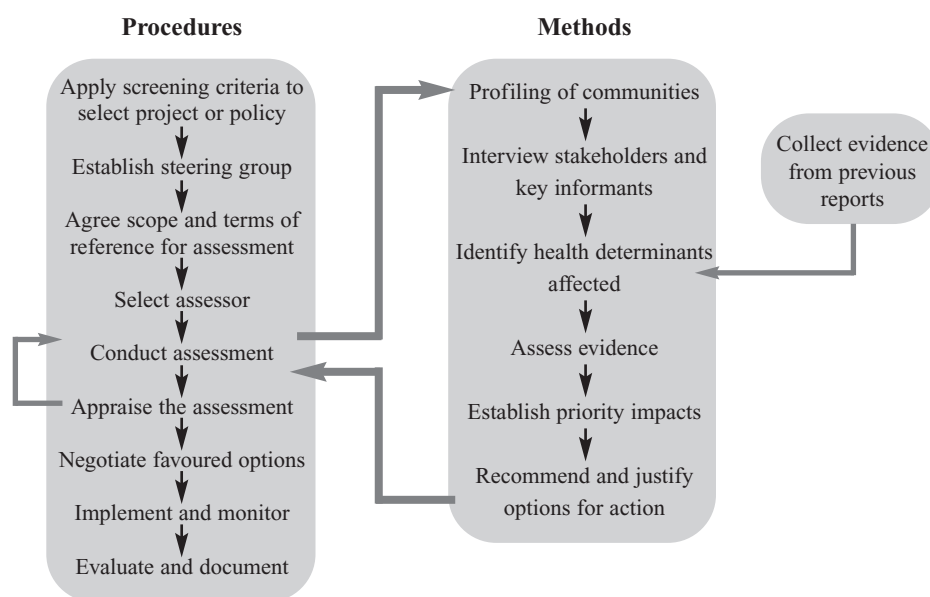 Procedures
Apply screening criteria to
select project or policy
Establish steering group
Agree scope and terms of
reference for assessment
Select assessor
Conduct assessment
Appraise the assessment
Negotiate favoured options
Implement and monitor
Evaluate and document
Methods
Profiling of communities
Interview stakeholders and
key informants
Identify health determinants
affected
Assess evidence
Establish priority impacts
Recommend and justify
options for action
Collect evidence
from previous
reports